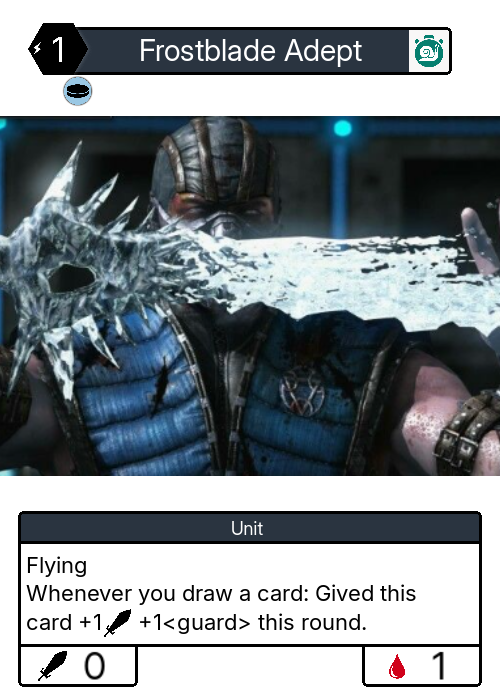 1
Frostblade Adept
Unit
Flying
Whenever you draw a card: Gived this
card +1 +1<guard> this round.
0
1